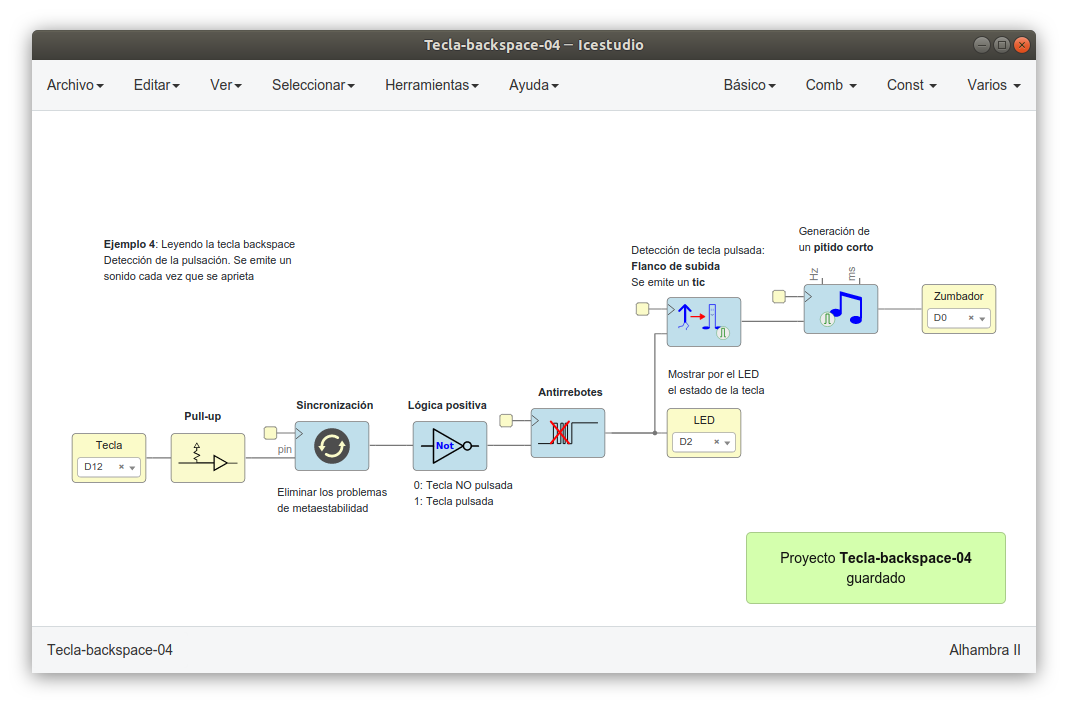 Tecla-backspace-04 — Icestudio
Archivo Editar Ver Seleccionar Herramientas Ayuda Básico Comb Const Varios
Ejemplo 4: Leyendo la tecla backspace
Detección de la pulsación. Se emite un
sonido cada vez que se aprieta
Detección de tecla pulsada:
Flanco de subida
Se emite un tic
Generación de
un pitido corto
Hz
ms
Zumbador
D0
Mostrar por el LED
el estado de la tecla
LED
D2
Antirrebotes
Lógica positiva
Not
0: Tecla NO pulsada
1: Tecla pulsada
Sincronización
pin
Eliminar los problemas
de metaestabilidad
Pull-up
Tecla
D12
Proyecto Tecla-backspace-04
guardado
Tecla-backspace-04
Alhambra II